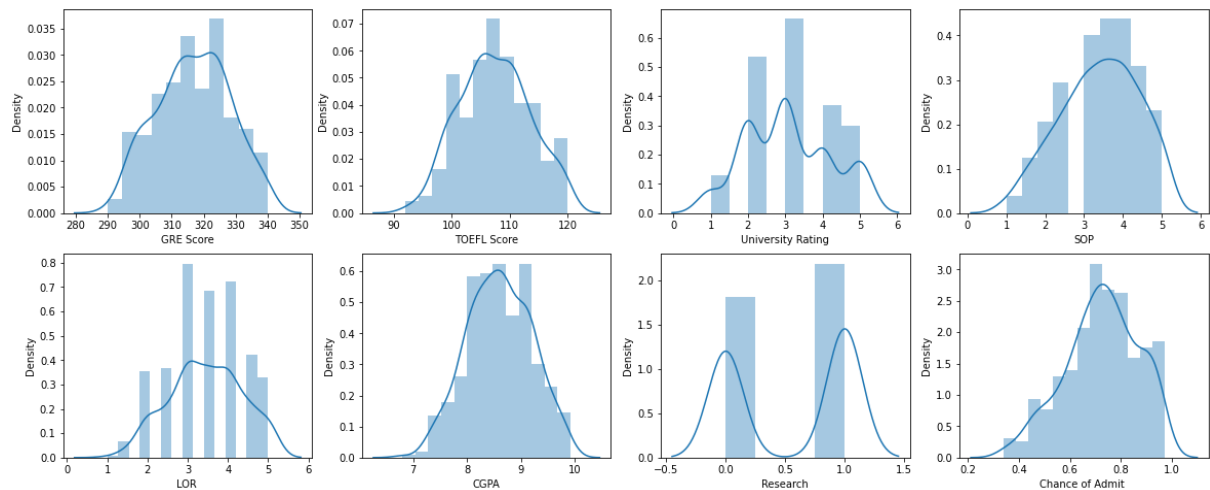 0.035
0.030
0.025
0.020
0.015
0.010
0.005
0.000
Density
280 290 300 310 320 330 340 350
GRE Score
0.07
0.06
0.05
0.04
0.03
0.02
0.01
0.00
Density
90 100 110 120
TOEFL Score
0.6
0.5
0.4
0.3
0.2
0.1
0.0
Density
0 1 2 3 4 5 6
University Rating
0.4
0.3
0.2
0.1
0.0
Density
0 1 2 3 4 5 6
SOP
0.8
0.7
0.6
0.5
0.4
0.3
0.2
0.1
0.0
Density
0 1 2 3 4 5 6
LOR
0.6
0.5
0.4
0.3
0.2
0.1
0.0
Density
7 8 9 10
CGPA
2.0
1.5
1.0
0.5
0.0
Density
−0.5 0.0 0.5 1.0 1.5
Research
3.0
2.5
2.0
1.5
1.0
0.5
0.0
Density
0.2 0.4 0.6 0.8 1.0
Chance of Admit